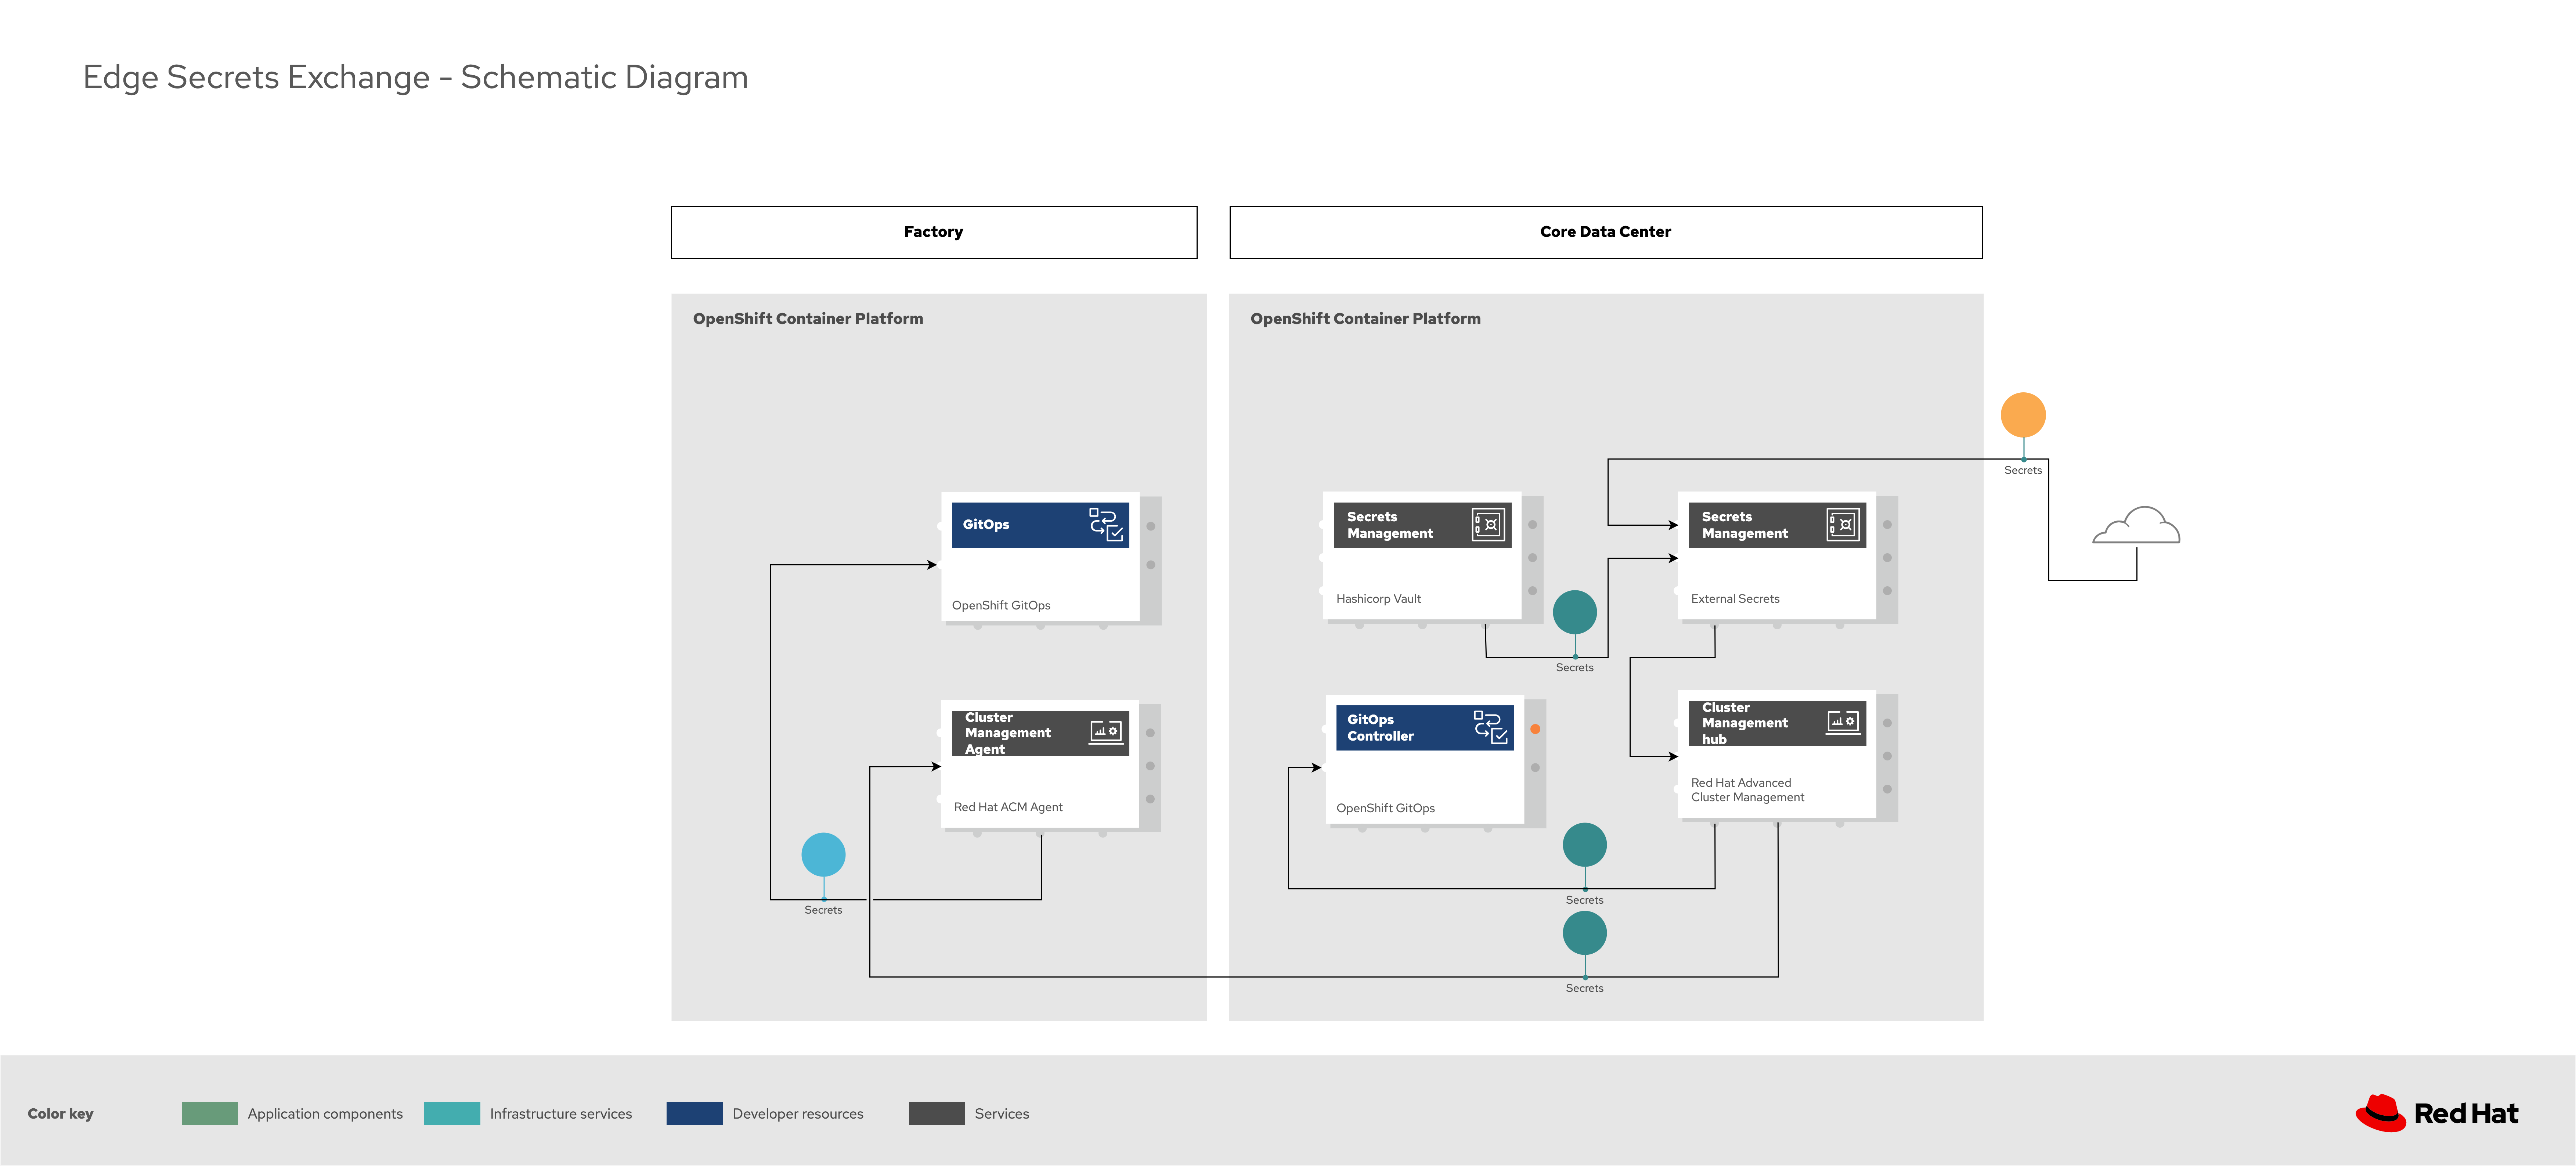 Edge Secrets Exchange - Schematic Diagram
Factory
Core Data Center
OpenShift Container Platform
OpenShift Container Platform
Secrets
GitOps
OpenShift GitOps
Secrets
Management
Hashicorp Vault
Secrets
Management
External Secrets
Secrets
Cluster
Management
Agent
Red Hat ACM Agent
GitOps
Controller
OpenShift GitOps
Cluster
Management
hub
Red Hat Advanced
Cluster Management
Secrets
Secrets
Secrets
Color key
Application components
Infrastructure services
Developer resources
Services
Red Hat